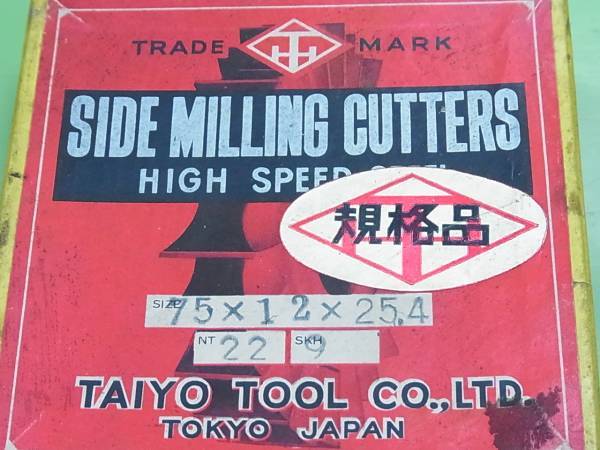 TRADE MARK
SIDE MILLING CUTTERS
HIGH SPEED
規格品
SIZE 75×12×25.4
NT 22 SKH 9
TAIYO TOOL CO.,LTD.
TOKYO JAPAN